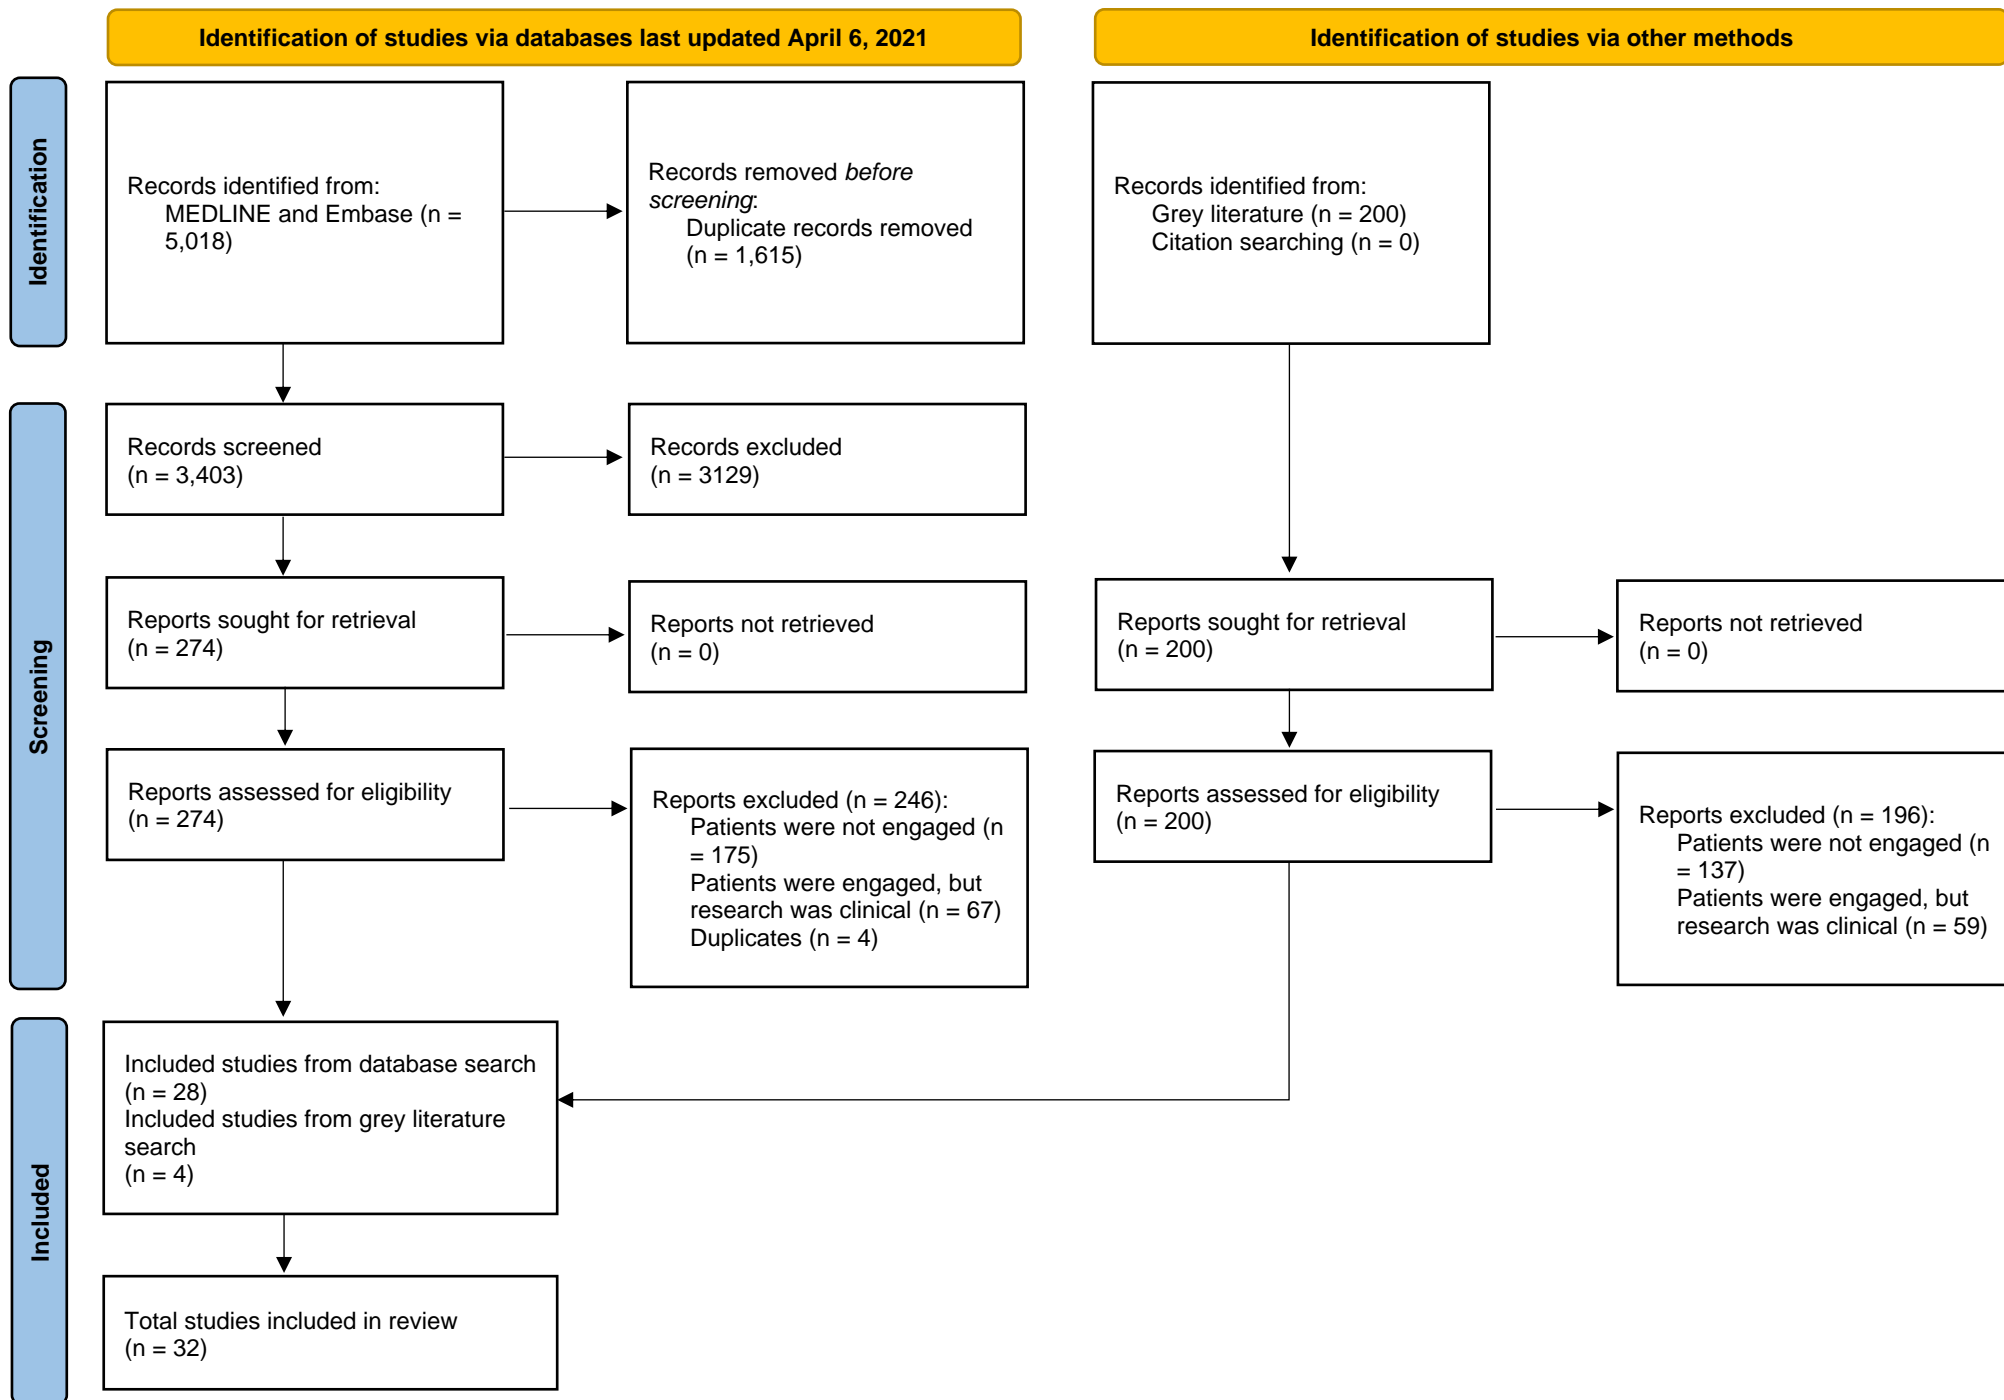 Identification of studies via databases last updated April 6, 2021
Identification of studies via other methods
Identification
Records identified from:
MEDLINE and Embase (n =
5,018)
Records removed before
screening:
Duplicate records removed
(n = 1,615)
Records identified from:
Grey literature (n = 200)
Citation searching (n = 0)
Screening
Records screened
(n = 3,403)
Records excluded
(n = 3129)
Reports sought for retrieval
(n = 274)
Reports not retrieved
(n = 0)
Reports sought for retrieval
(n = 200)
Reports not retrieved
(n = 0)
Reports assessed for eligibility
(n = 274)
Reports excluded (n = 246):
Patients were not engaged (n
= 175)
Patients were engaged, but
research was clinical (n = 67)
Duplicates (n = 4)
Reports assessed for eligibility
(n = 200)
Reports excluded (n = 196):
Patients were not engaged (n
= 137)
Patients were engaged, but
research was clinical (n = 59)
Included
Included studies from database search
(n = 28)
Included studies from grey literature
search
(n = 4)
Total studies included in review
(n = 32)